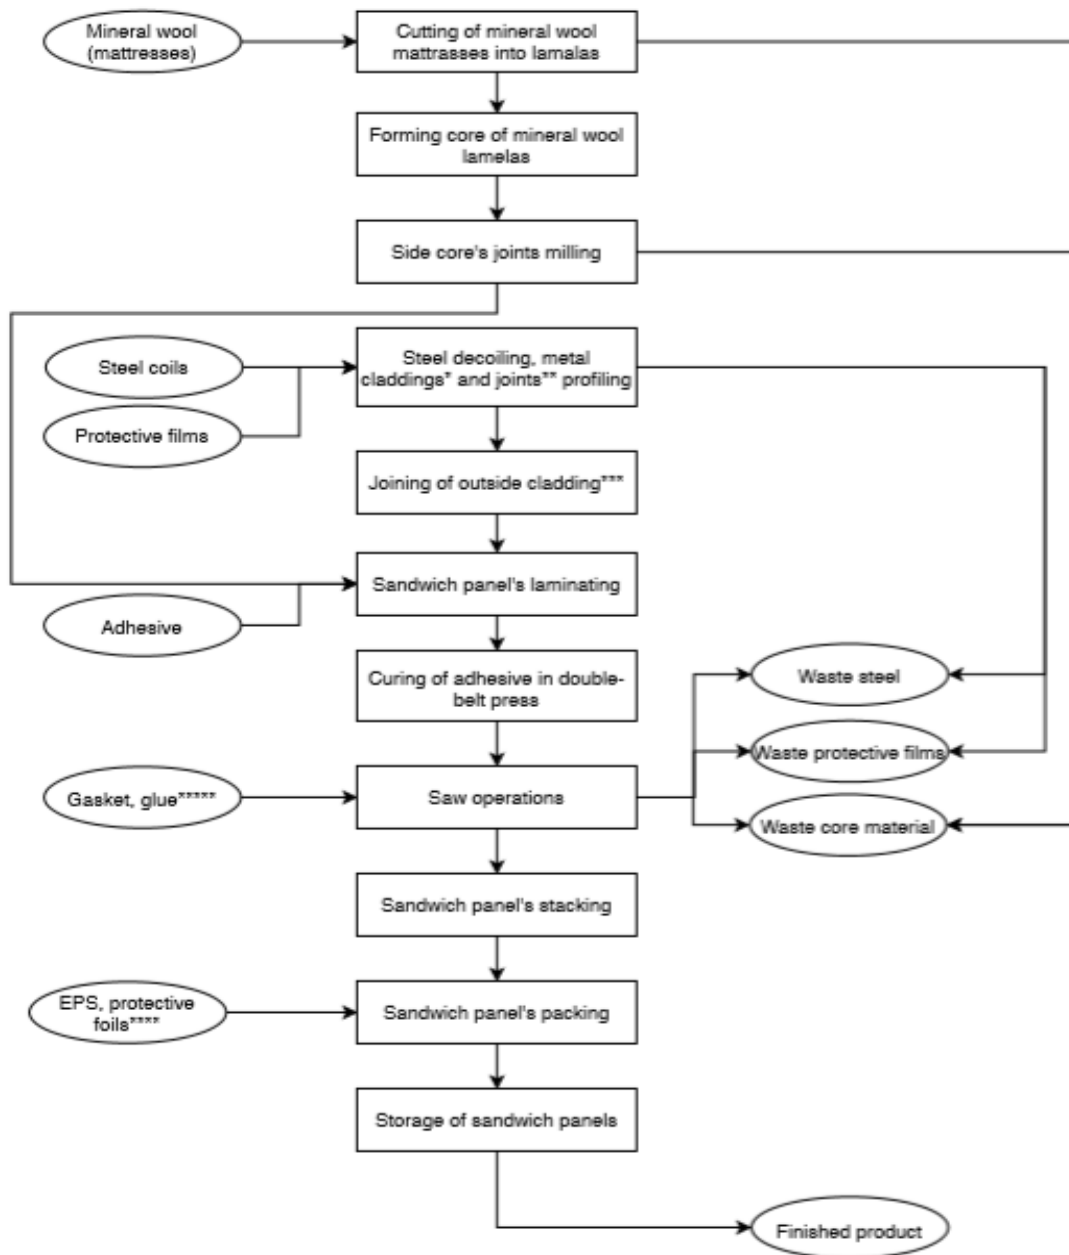 Mineral wool
(mattresses)
Cutting of mineral wool
mattrasses into lamalas
Forming core of mineral wool
lamelas
Side core's joints milling
Steel coils
Steel decoiling, metal
claddings* and joints** profiling
Protective films
Joining of outside cladding***
Sandwich panel's laminating
Adhesive
Curing of adhesive in double-
belt press
Waste steel
Waste protective films
Gasket, glue*****
Saw operations
Waste core material
Sandwich panel's stacking
EPS, protective
foils****
Sandwich panel's packing
Storage of sandwich panels
Finished product